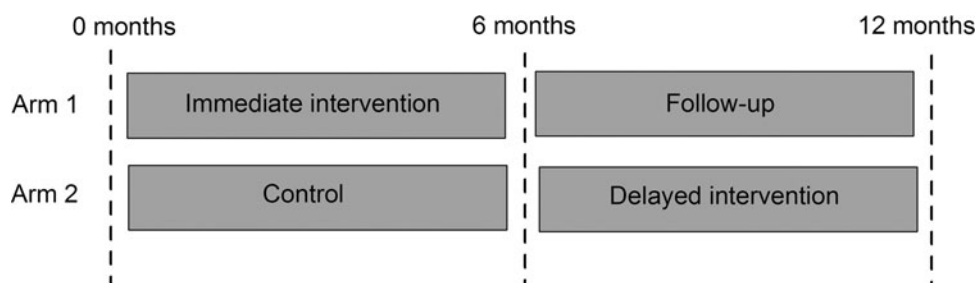 0 months 6 months 12 months
Arm 1 Immediate intervention Follow-up
Arm 2 Control Delayed intervention